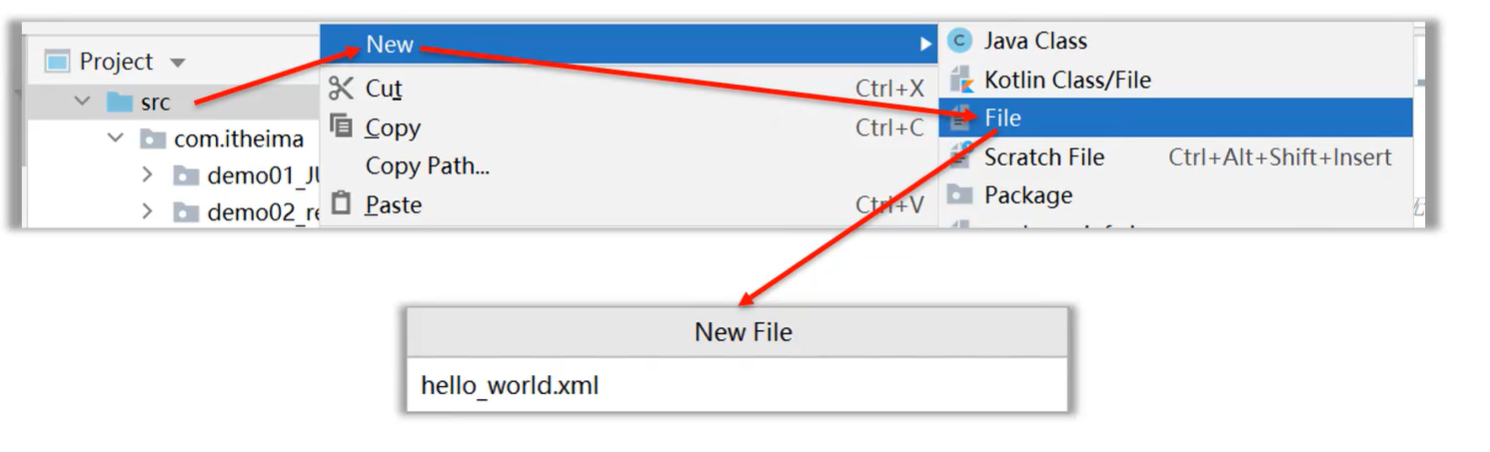 Project
src
com.itheima
demo01_JU
demo02_re
New
Cut Ctrl+X
Copy Ctrl+C
Copy Path...
Paste Ctrl+V
Java Class
Kotlin Class/File
File
Scratch File Ctrl+Alt+Shift+Insert
Package
New File
hello_world.xml